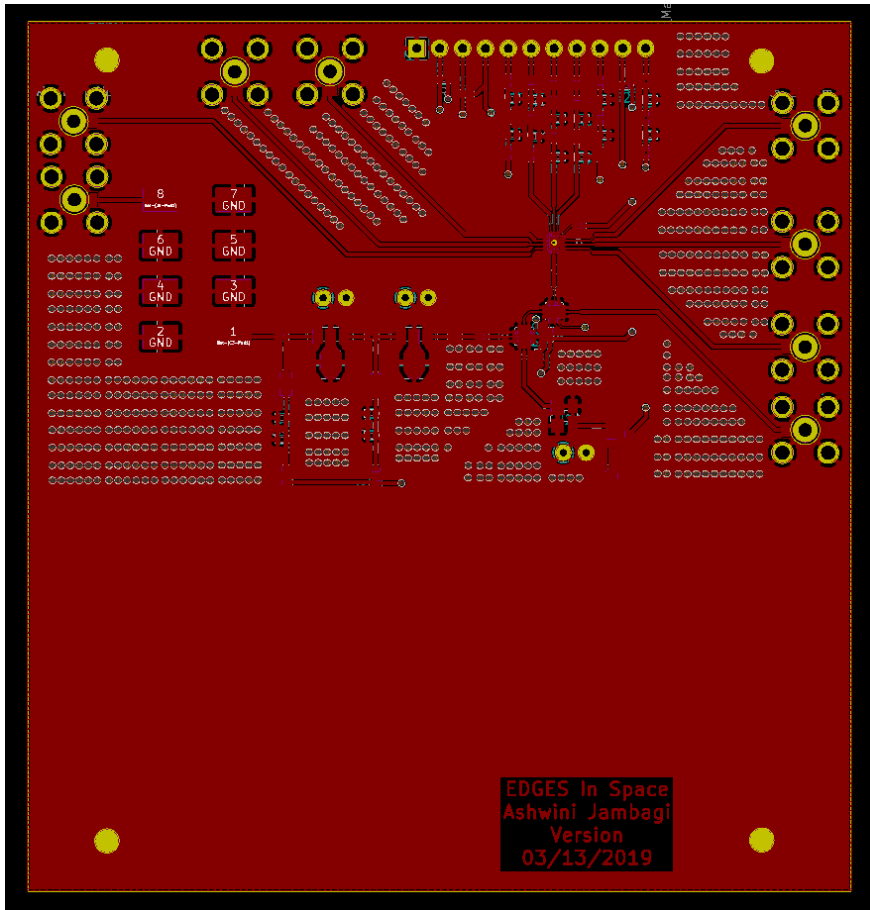 8
7
GND
6
GND
5
GND
4
GND
3
GND
2
GND
1
EDGES In Space
Ashwini Jambagi
Version
03/13/2019